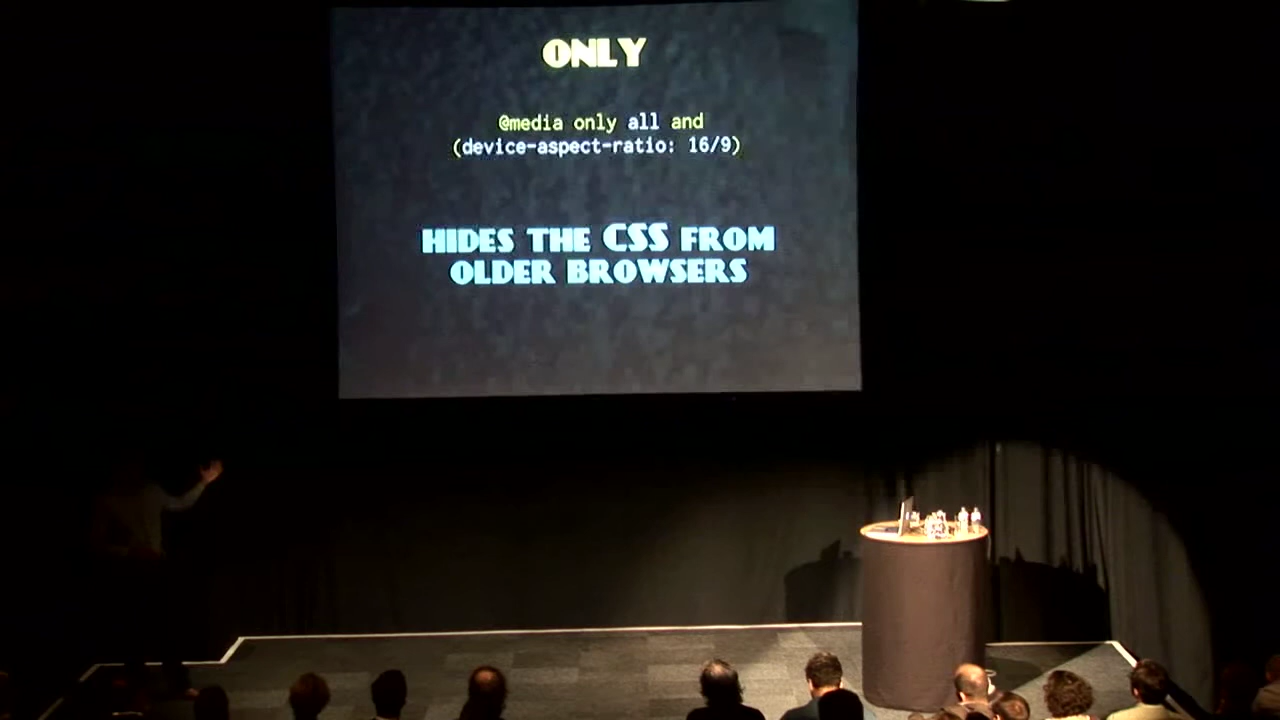 ONLY
@media only all and
(device-aspect-ratio: 16/9)
HIDES THE CSS FROM
OLDER BROWSERS